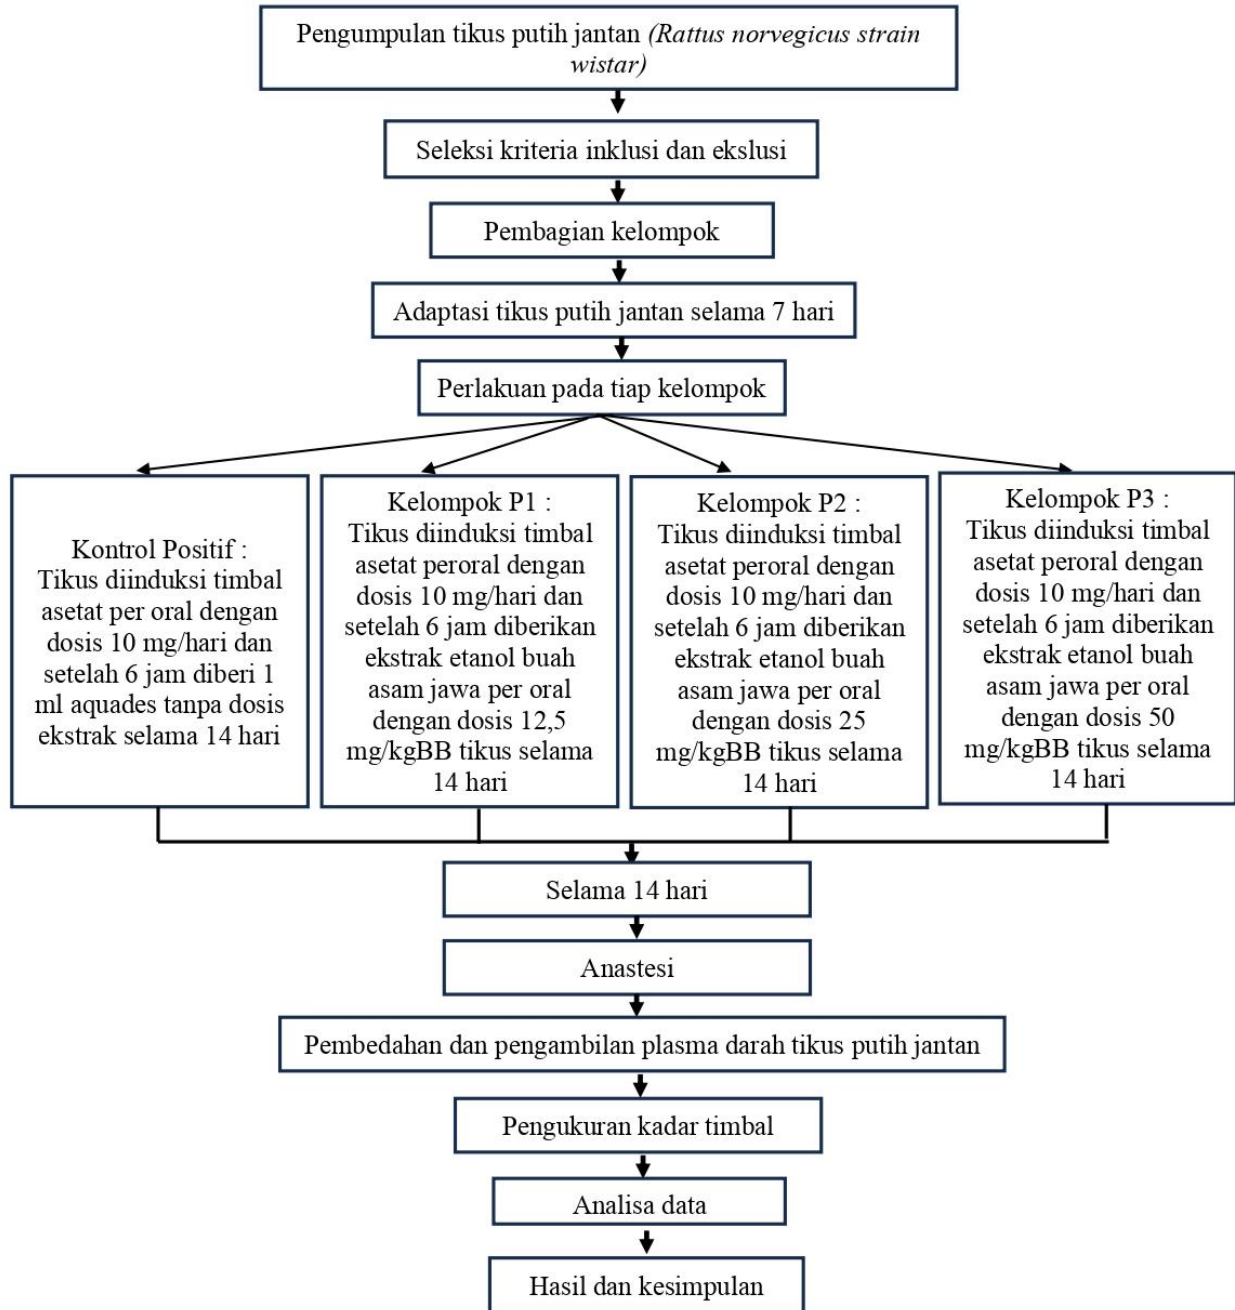 Pengumpulan tikus putih jantan (Rattus norvegicus strain
wistar)
Seleksi kriteria inklusi dan ekslusi
Pembagian kelompok
Adaptasi tikus putih jantan selama 7 hari
Perlakuan pada tiap kelompok
Kontrol Positif :
Tikus diinduksi timbal
asetat per oral dengan
dosis 10 mg/hari dan
setelah 6 jam diberi 1
ml aquades tanpa dosis
ekstrak selama 14 hari
Kelompok P1 :
Tikus diinduksi timbal
asetat peroral dengan
dosis 10 mg/hari dan
setelah 6 jam diberikan
ekstrak etanol buah
asam jawa per oral
dengan dosis 12,5
mg/kgBB tikus selama
14 hari
Kelompok P2 :
Tikus diinduksi timbal
asetat peroral dengan
dosis 10 mg/hari dan
setelah 6 jam diberikan
ekstrak etanol buah
asam jawa per oral
dengan dosis 25
mg/kgBB tikus selama
14 hari
Kelompok P3 :
Tikus diinduksi timbal
asetat peroral dengan
dosis 10 mg/hari dan
setelah 6 jam diberikan
ekstrak etanol buah
asam jawa per oral
dengan dosis 50
mg/kgBB tikus selama
14 hari
Selama 14 hari
Anastesi
Pembedahan dan pengambilan plasma darah tikus putih jantan
Pengukuran kadar timbal
Analisa data
Hasil dan kesimpulan